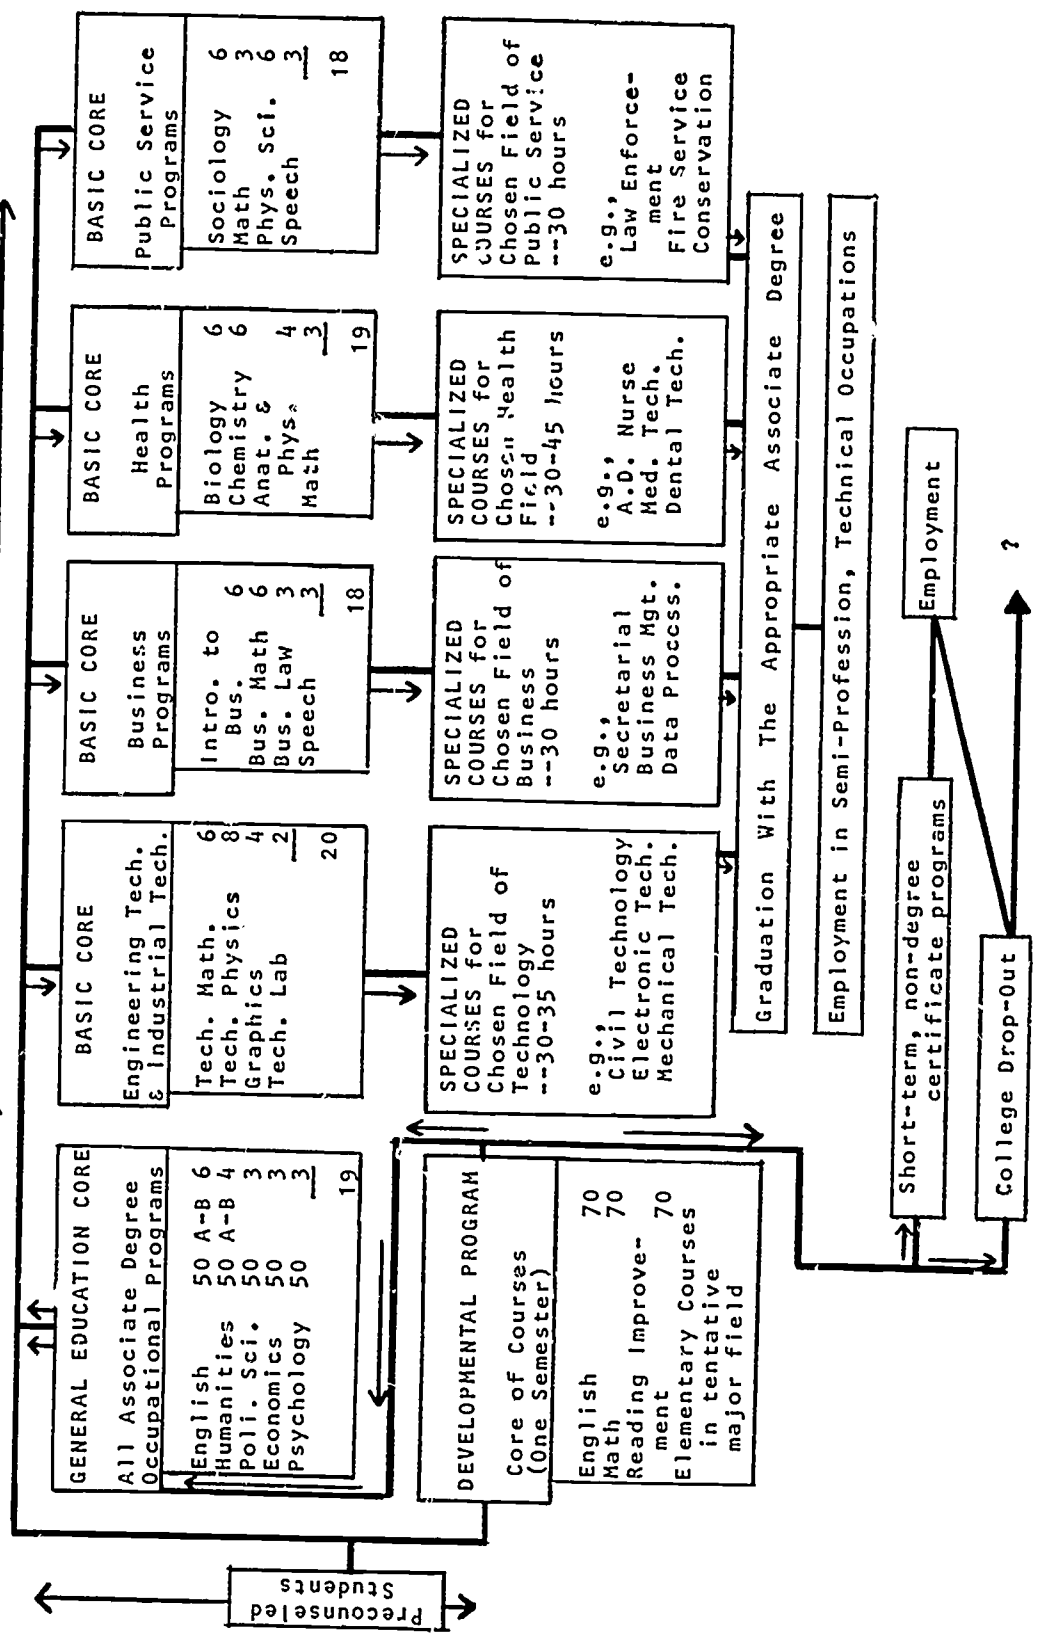 Precounseled
Students
GENERAL EDUCATION CORE
All Associate Degree
Occupational Programs
English 50 A-B 6
Humanities 50 A-B 4
Poli. Sci. 50 3
Economics 50 3
Psychology 50 3
19
BASIC CORE
Engineering Tech.
& Industrial Tech.
Tech. Math. 6
Tech. Physics 8
Graphics 4
Tech. Lab 2
20
BASIC CORE
Business
Programs
Intro. to
Bus. 6
Bus. Math 6
Bus. Law 3
Speech 3
18
BASIC CORE
Health
Programs
Biology 6
Chemistry 6
Anat. &
Phys. 4
Math 3
19
BASIC CORE
Public Service
Programs
Sociology 6
Math 3
Phys. Sci. 6
Speech 3
18
DEVELOPMENTAL PROGRAM
Core of Courses
(One Semester)
English 70
Math 70
Reading Improve-
ment 70
Elementary Courses
in tentative
major field
SPECIALIZED
COURSES for
Chosen Field of
Technology
--30-35 hours
e.g.,
Civil Technology
Electronic Tech.
Mechanical Tech.
SPECIALIZED
COURSES for
Chosen Field of
Business
--30 hours
e.g.,
Secretarial
Business Mgt.
Data Proccss.
SPECIALIZED
COURSES for
Chosen Health
Field
--30-45 hours
e.g.,
A.D. Nurse
Med. Tech.
Dental Tech.
SPECIALIZED
COURSES for
Chosen Field of
Public Service
--30 hours
e.g.,
Law Enforce-
ment
Fire Service
Conservation
Graduation With The Appropriate Associate Degree
Employment in Semi-Profession, Technical Occupations
Short-term, non-degree
certificate programs
Employment
College Drop-Out
?